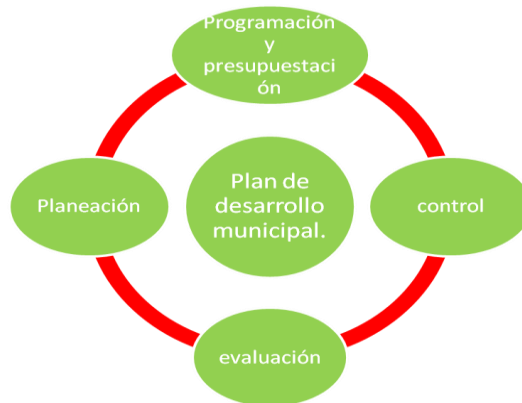 Programación
y
presupuestaci
ón
Planeación
Plan de
desarrollo
municipal.
control
evaluación